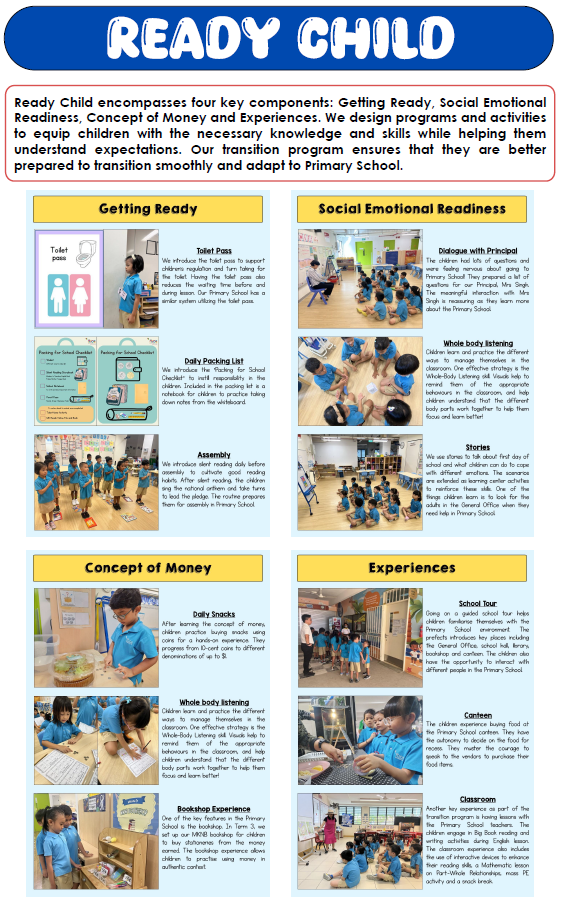 READY CHILD
Ready Child encompasses four key components: Getting Ready, Social Emotional
Readiness, Concept of Money and Experiences. We design programs and activities
to equip children with the necessary knowledge and skills while helping them
understand expectations. Our transition program ensures that they are better
prepared to transition smoothly and adapt to Primary School.
Getting Ready
Toilet
pass
Toilet Pass
We introduce the toilet pass to support
children's regulation and turn taking for
the toilet. Having the toilet pass also
reduces the waiting time before and
during lesson. Our Primary School has a
similar system utilizing the toilet pass.
Packing for School Checklist
Packing for School Checklist
Daily Packing List
We introduce the "Packing for School
Checklist" to instill responsibility in the
children. Included in the packing list is a
notebook for children to practice taking
down notes from the whiteboard.
Assembly
We introduce silent reading daily before
assembly to cultivate good reading
habits. After silent reading, the children
sing the national anthem and take turns
to lead the pledge. The routine prepares
them for assembly in Primary School.
Social Emotional Readiness
Dialogue with Principal
The children had lots of questions and
were feeling nervous about going to
Primary School. They prepared a list of
questions for our Principal, Mrs Singh.
The meaningful interaction with Mrs
Singh is reassuring as they learn more
about the Primary School.
Whole body listening
Children learn and practice the different
ways to manage themselves in the
classroom. One effective strategy is the
Whole-Body Listening skill. Visuals help to
remind them of the appropriate
behaviours in the classroom, and help
children understand that the different
body parts work together to help them
focus and learn better!
Stories
We use stories to talk about first day of
school and what children can do to cope
with different emotions. The scenarios
are extended as learning center activities
to reinforce these skills. One of the
things children learn is to look for the
adults in the General Office when they
need help in Primary School.
Concept of Money
Daily Snacks
After learning the concept of money,
children practice buying snacks using
coins for a hands-on experience. They
progress from 10-cent coins to different
denominations of up to $1.
Whole body listening
Children learn and practice the different
ways to manage themselves in the
classroom. One effective strategy is the
Whole-Body Listening skill. Visuals help to
remind them of the appropriate
behaviours in the classroom, and help
children understand that the different
body parts work together to help them
focus and learn better!
Bookshop Experience
One of the key features in the Primary
School is the bookshop. In Term 3, we
set up our MKNB bookshop for children
to buy stationeries from the money
earned. The bookshop experience allows
children to practise using money in
authentic context.
Experiences
School Tour
Going on a guided school tour helps
children familiarise themselves with the
Primary School environment. The
prefects introduces key places including
the General Office, school hall, library,
bookshop and canteen. The children also
have the opportunity to interact with
different people in the Primary School.
Canteen
The children experience buying food at
the Primary School canteen. They have
the autonomy to decide on the food for
recess. They muster the courage to
speak to the vendors to purchase their
food items.
Classroom
Another key experience as part of the
transition program is having lessons with
the Primary School teachers. The
children engage in Big Book reading and
writing activities during English lesson.
The classroom experience also includes
the use of interactive devices to enhance
their reading skills, a Mathematic lesson
on Part-Whole Relationships, mass PE
activity and a snack break.